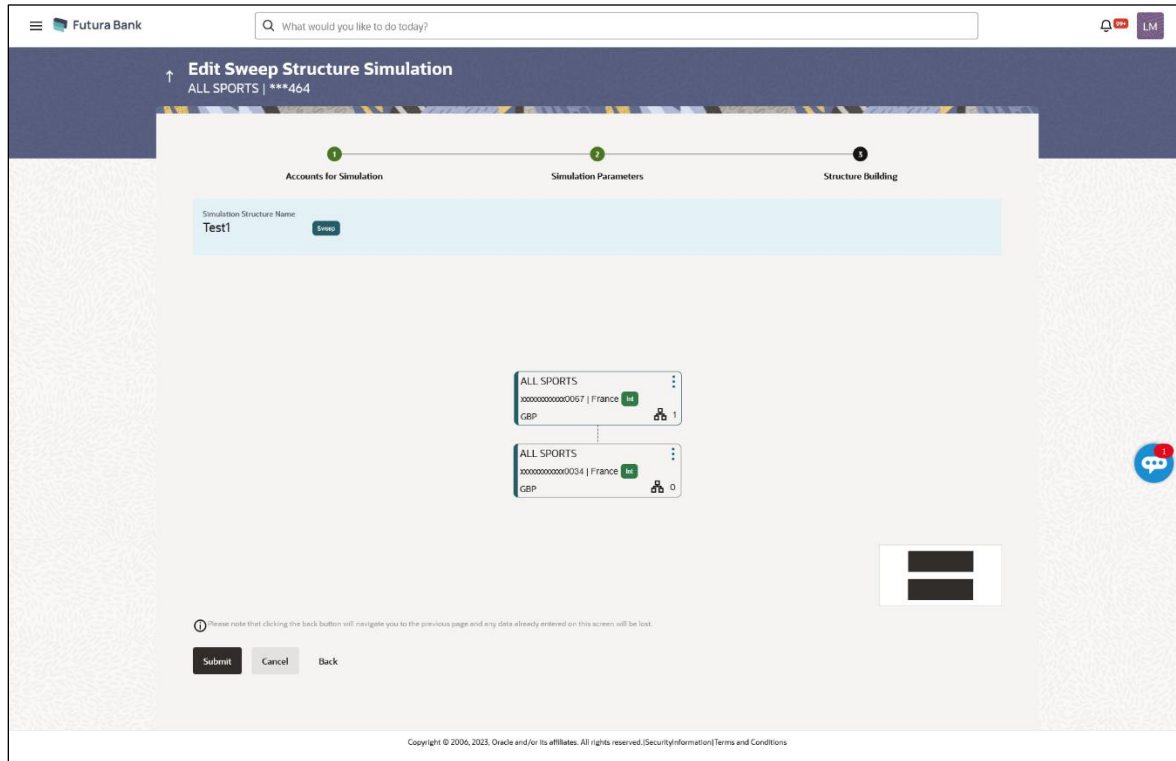 Futura Bank
What would you like to do today?
99+
LM
Edit Sweep Structure Simulation
ALL SPORTS | ***464
1
2
3
Accounts for Simulation
Simulation Parameters
Structure Building
Simulation Structure Name
Test1
Sweep
ALL SPORTS
xxxxxxxxxxxx0067 | France Int
GBP
1
ALL SPORTS
xxxxxxxxxxxx0034 | France Int
GBP
0
1
Please note that clicking the back button will navigate you to the previous page and any data already entered on this screen will be lost.
Submit
Cancel
Back
Copyright © 2006, 2023, Oracle and/or its affiliates. All rights reserved.|SecurityInformation|Terms and Conditions